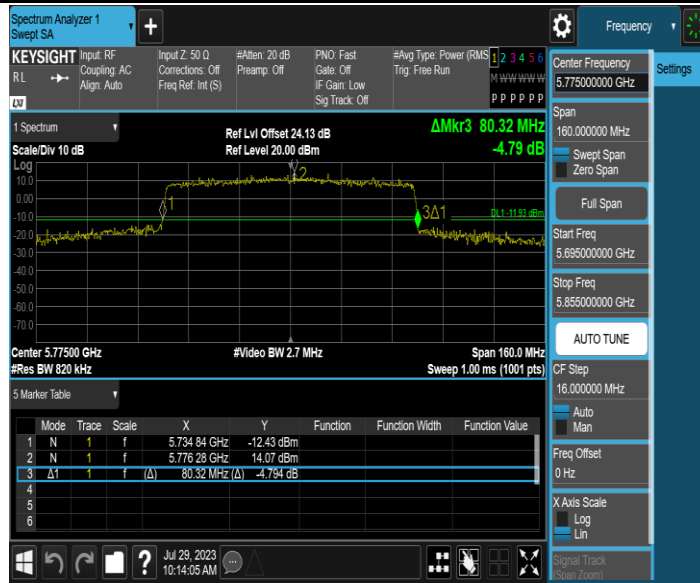 Spectrum Analyzer 1
Swept SA
+
Frequency
KEYSIGHT
RL
LXI
Input: RF
Coupling: AC
Align: Auto
Input Z: 50 Ω
Corrections: Off
Freq Ref: Int (S)
#Atten: 20 dB
Preamp: Off
PNO: Fast
Gate: Off
IF Gain: Low
Sig Track: Off
#Avg Type: Power (RMS
Trig: Free Run
1 2 3 4 5 6
M W W W W W
P P P P P P
1 Spectrum
Scale/Div 10 dB
Ref Lvl Offset 24.13 dB
Ref Level 20.00 dBm
ΔMkr3 80.32 MHz
-4.79 dB
Log
10.0
0.00
-10.0
-20.0
-30.0
-40.0
-50.0
-60.0
-70.0
1
2
3Δ1
DL1 -11.93 dBm
Center 5.77500 GHz
#Video BW 2.7 MHz
Span 160.0 MHz
#Res BW 820 kHz
Sweep 1.00 ms (1001 pts)
5 Marker Table
Mode Trace Scale X Y Function Function Width Function Value
1 N 1 f 5.734 84 GHz -12.43 dBm
2 N 1 f 5.776 28 GHz 14.07 dBm
3 Δ1 1 f (Δ) 80.32 MHz (Δ) -4.794 dB
4
5
6
?
Jul 29, 2023
10:14:05 AM
Center Frequency
5.775000000 GHz
Settings
Span
160.000000 MHz
Swept Span
Zero Span
Full Span
Start Freq
5.695000000 GHz
Stop Freq
5.855000000 GHz
AUTO TUNE
CF Step
16.000000 MHz
Auto
Man
Freq Offset
0 Hz
X Axis Scale
Log
Lin
Signal Track
(Span Zoom)